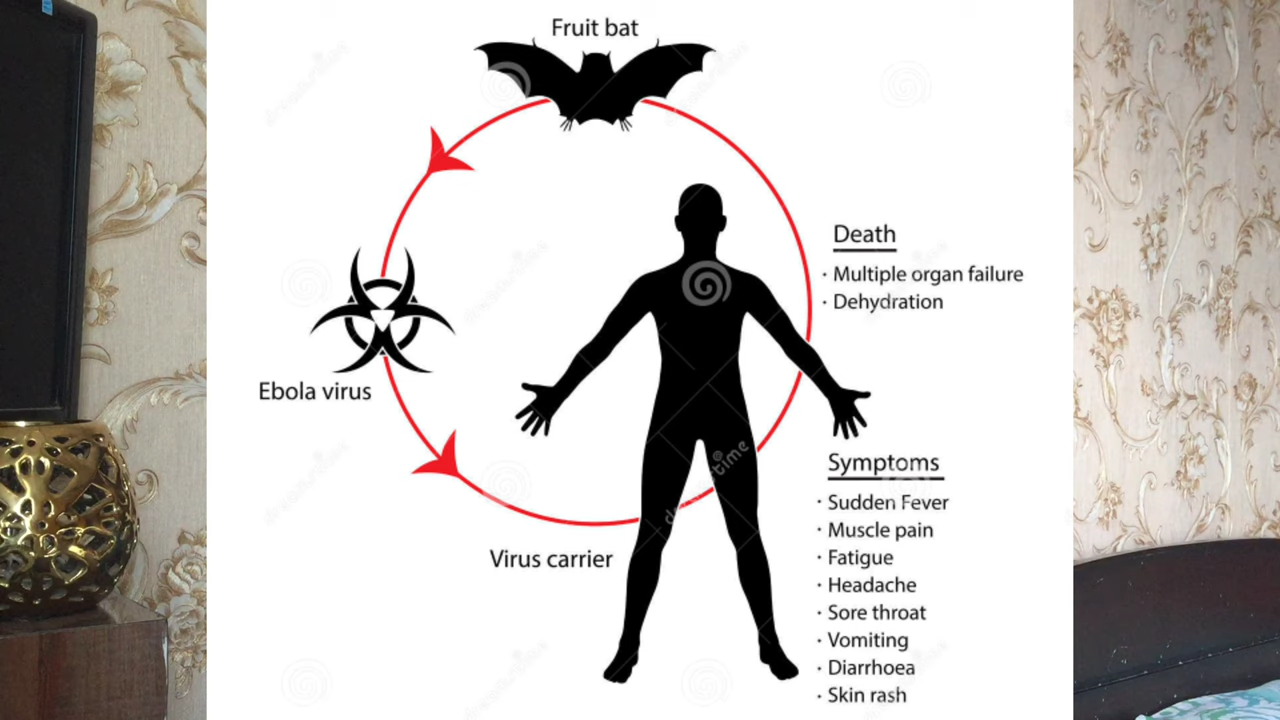 Fruit bat
Death
· Multiple organ failure
· Dehydration
Ebola virus
Symptoms
· Sudden Fever
· Muscle pain
· Fatigue
· Headache
· Sore throat
· Vomiting
· Diarrhoea
· Skin rash
Virus carrier
dreamstime